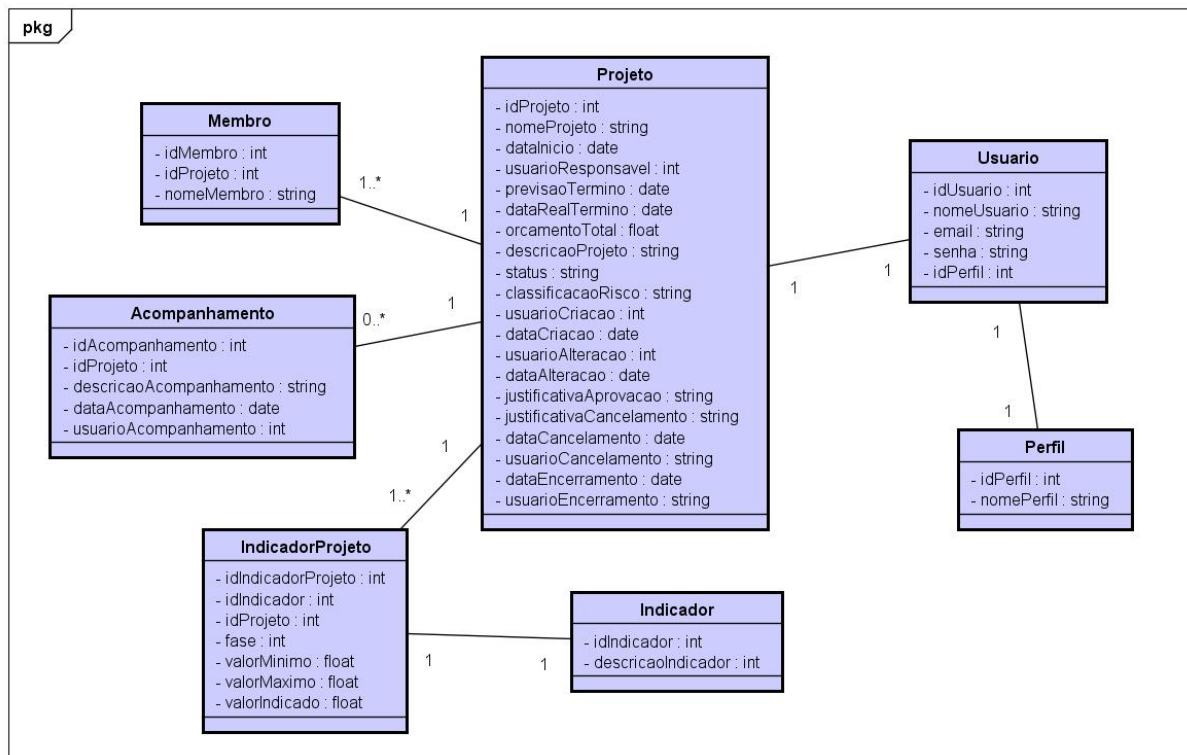 pkg
Projeto
- idProjeto : int
- nomeProjeto : string
- dataInicio : date
- usuarioResponsavel : int
- previsaoTermino : date
- dataRealTermino : date
- orcamentoTotal : float
- descricaoProjeto : string
- status : string
- classificacaoRisco : string
- usuarioCriacao : int
- dataCriacao : date
- usuarioAlteracao : int
- dataAlteracao : date
- justificativaAprovacao : string
- justificativaCancelamento : string
- dataCancelamento : date
- usuarioCancelamento : string
- dataEncerramento : date
- usuarioEncerramento : string
Membro
- idMembro : int
- idProjeto : int
- nomeMembro : string
1..*
1
Usuario
- idUsuario : int
- nomeUsuario : string
- email : string
- senha : string
- idPerfil : int
1
1
Acompanhamento
- idAcompanhamento : int
- idProjeto : int
- descricaoAcompanhamento : string
- dataAcompanhamento : date
- usuarioAcompanhamento : int
0..*
1
1
1
Perfil
- idPerfil : int
- nomePerfil : string
1
1..*
IndicadorProjeto
- idIndicadorProjeto : int
- idIndicador : int
- idProjeto : int
- fase : int
- valorMinimo : float
- valorMaximo : float
- valorIndicado : float
1
1
Indicador
- idIndicador : int
- descricaoIndicador : int